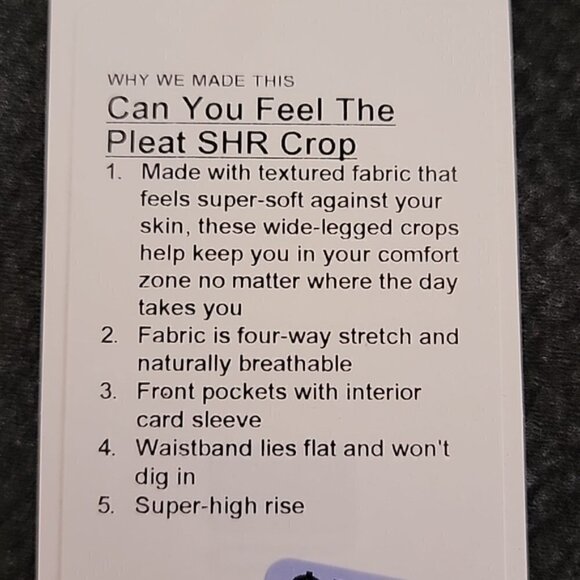 WHY WE MADE THIS
Can You Feel The
Pleat SHR Crop
1. Made with textured fabric that
feels super-soft against your
skin, these wide-legged crops
help keep you in your comfort
zone no matter where the day
takes you
2. Fabric is four-way stretch and
naturally breathable
3. Front pockets with interior
card sleeve
4. Waistband lies flat and won't
dig in
5. Super-high rise